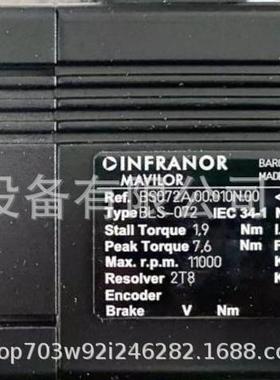 INFRANOR
MAVILOR
BARC
MADE
Ref. BS072A.00.010N.00
Type BLS-072 IEC 34-1
设备有限公
Stall Torque 1,9 Nm
Peak Torque 7,6 Nm
Max. r.p.m. 11000
Resolver 2T8
Encoder
Brake V Nm
op703w92i246282.1688.co